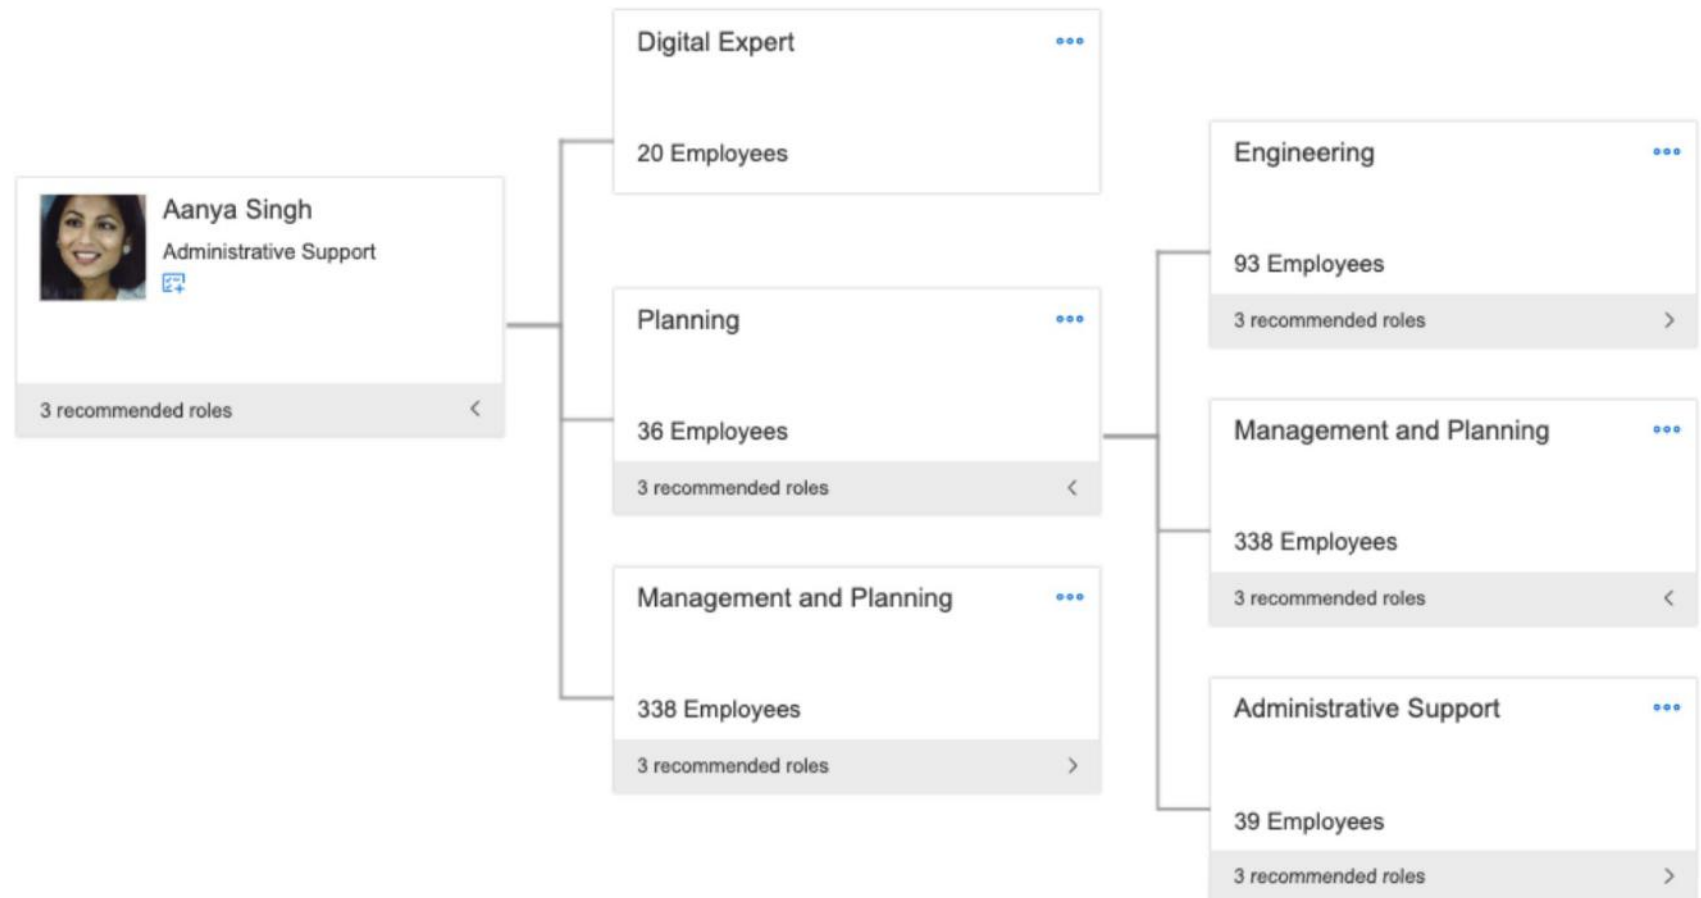 Aanya Singh
Administrative Support
3 recommended roles
Digital Expert
20 Employees
Planning
36 Employees
3 recommended roles
Management and Planning
338 Employees
3 recommended roles
Engineering
93 Employees
3 recommended roles
Management and Planning
338 Employees
3 recommended roles
Administrative Support
39 Employees
3 recommended roles